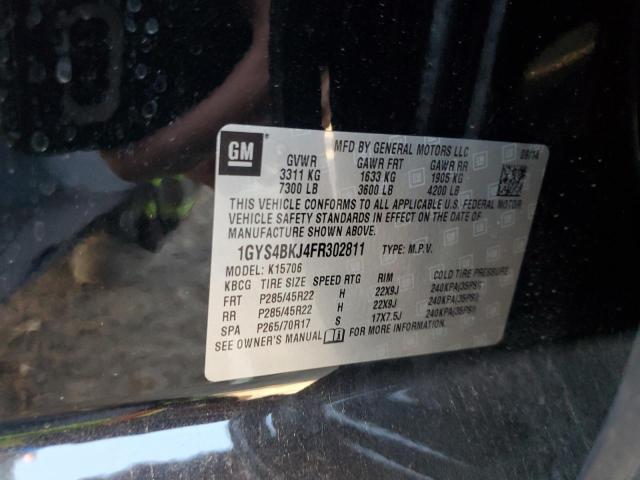 GM
MFD BY GENERAL MOTORS LLC 09/14
GVWR GAWR FRT GAWR RR
3311 KG 1633 KG 1905 KG
7300 LB 3600 LB 4200 LB
THIS VEHICLE CONFORMS TO ALL APPLICABLE U.S. FEDERAL MOTOR
VEHICLE SAFETY STANDARDS IN EFFECT ON THE DATE OF
MANUFACTURE SHOWN ABOVE.
1GYS4BKJ4FR302811 TYPE: M.P.V.
MODEL: K15706
KBCG TIRE SIZE SPEED RTG RIM COLD TIRE PRESSURE
FRT P285/45R22 H 22X9J 240KPA(35PSI)
RR P285/45R22 H 22X9J 240KPA(35PSI)
SPA P265/70R17 S 17X7.5J 240KPA(35PSI)
SEE OWNER'S MANUAL FOR MORE INFORMATION.